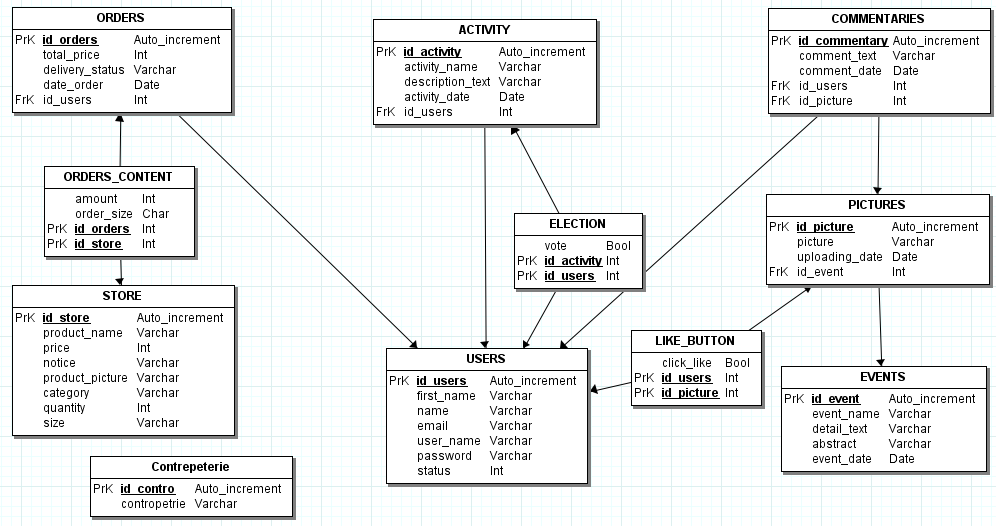 ORDERS
PrK id_orders Auto_increment
total_price Int
delivery_status Varchar
date_order Date
FrK id_users Int
ACTIVITY
PrK id_activity Auto_increment
activity_name Varchar
description_text Varchar
activity_date Date
FrK id_users Int
COMMENTARIES
PrK id_commentary Auto_increment
comment_text Varchar
comment_date Date
FrK id_users Int
FrK id_picture Int
ORDERS_CONTENT
amount Int
order_size Char
PrK id_orders Int
PrK id_store Int
ELECTION
vote Bool
PrK id_activity Int
PrK id_users Int
PICTURES
PrK id_picture Auto_increment
picture Varchar
uploading_date Date
FrK id_event Int
STORE
PrK id_store Auto_increment
product_name Varchar
price Int
notice Varchar
product_picture Varchar
category Varchar
quantity Int
size Varchar
USERS
PrK id_users Auto_increment
first_name Varchar
name Varchar
email Varchar
user_name Varchar
password Varchar
status Int
LIKE_BUTTON
click_like Bool
PrK id_users Int
PrK id_picture Int
EVENTS
PrK id_event Auto_increment
event_name Varchar
detail_text Varchar
abstract Varchar
event_date Date
Contrepeterie
PrK id_contro Auto_increment
contropetrie Varchar